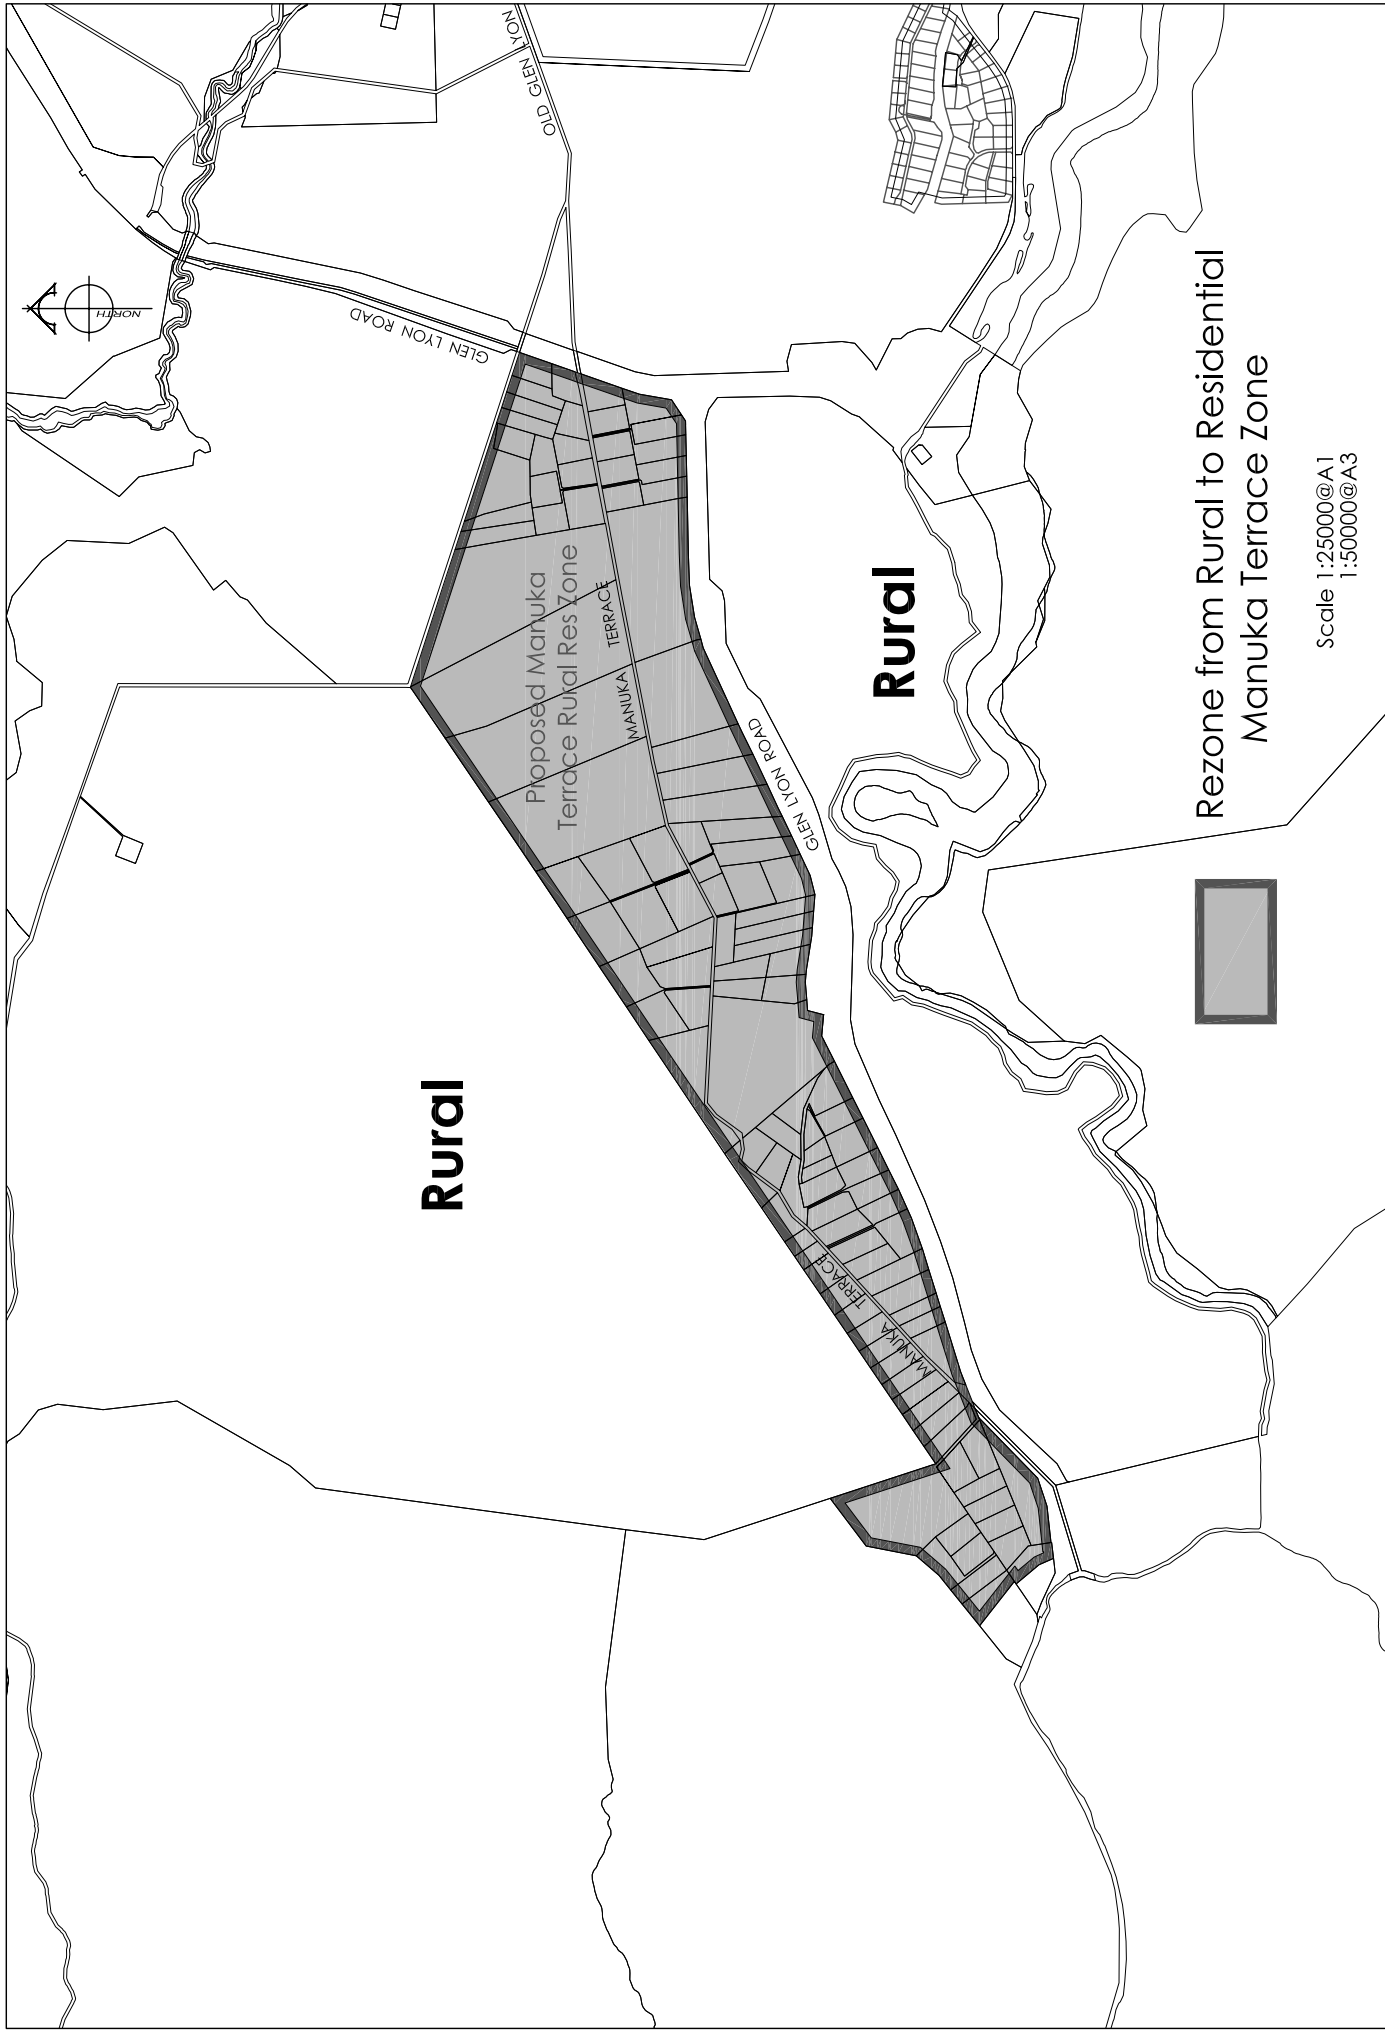 NORTH
OLD GLEN LYON
GLEN LYON ROAD
Proposed Manuka
Terrace Rural Res Zone
MANUKA TERRACE
GLEN LYON ROAD
Rural
Rural
MANUKA TERRACE
Rezone from Rural to Residential
Manuka Terrace Zone
Scale 1:25000@A1
1:50000@A3